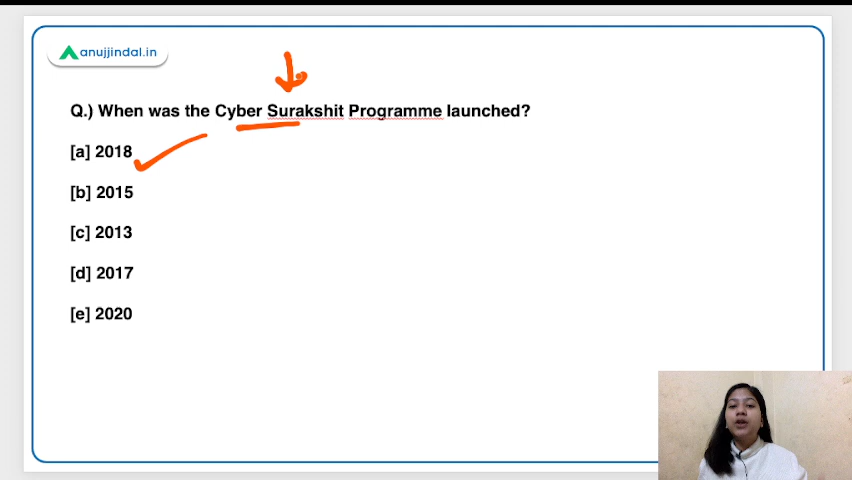 anujjindal.in
Q.) When was the Cyber Surakshit Programme launched?
[a] 2018
[b] 2015
[c] 2013
[d] 2017
[e] 2020